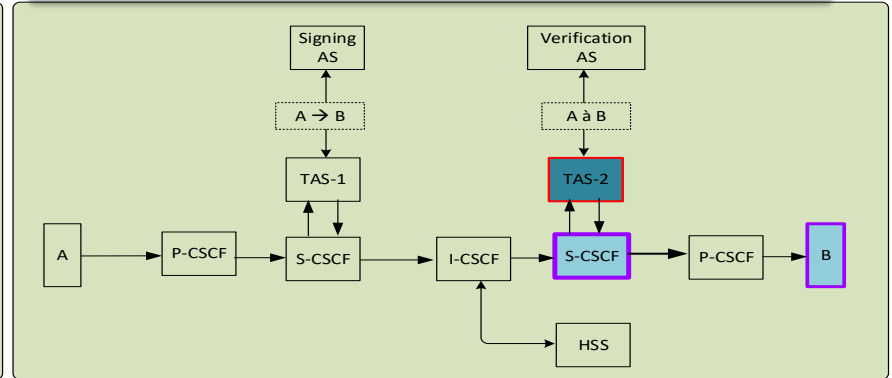 Signing
AS
Verification
AS
A → B
A à B
TAS-1
TAS-2
A
P-CSCF
S-CSCF
I-CSCF
S-CSCF
P-CSCF
B
HSS